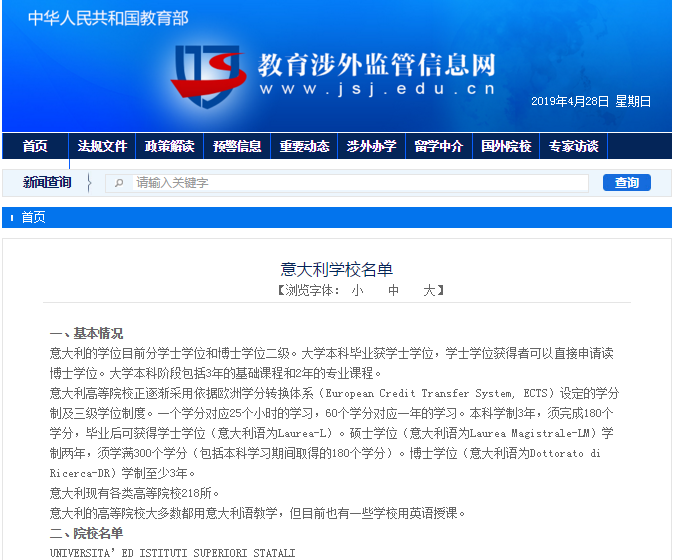 中华人民共和国教育部
教育涉外监管信息网
www.jsj.edu.cn
2019年4月28日 星期日
首页 法规文件 政策解读 预警信息 重要动态 涉外办学 留学中介 国外院校 专家访谈
新闻查询 请输入关键字 查询
首页
意大利学校名单
【浏览字体： 小 中 大】
一、基本情况
意大利的学位目前分学士学位和博士学位二级。大学本科毕业获学士学位，学士学位获得者可以直接申请读
博士学位。大学本科阶段包括3年的基础课程和2年的专业课程。
意大利高等院校正逐渐采用依据欧洲学分转换体系（European Credit Transfer System, ECTS）设定的学分
制及三级学位制度。一个学分对应25个小时的学习，60个学分对应一年的学习。本科学制3年，须完成180个
学分，毕业后可获得学士学位（意大利语为Laurea-L）。硕士学位（意大利语为Laurea Magistrale-LM）学
制两年，须学满300个学分（包括本科学习期间取得的180个学分）。博士学位（意大利语为Dottorato di
Ricerca-DR）学制至少3年。
意大利现有各类高等院校218所。
意大利的高等院校大多数都用意大利语教学，但目前也有一些学校用英语授课。
二、院校名单
UNIVERSITA’ED ISTITUTI SUPERIORI STATALI